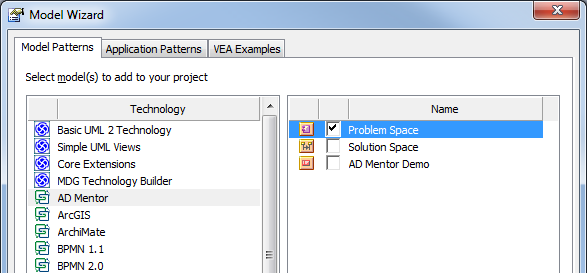 Model Wizard
Model Patterns Application Patterns VEA Examples
Select model(s) to add to your project
Technology
Basic UML 2 Technology
Simple UML Views
Core Extensions
MDG Technology Builder
AD Mentor
ArcGIS
ArchiMate
BPMN 1.1
BPMN 2.0
Name
Problem Space
Solution Space
AD Mentor Demo